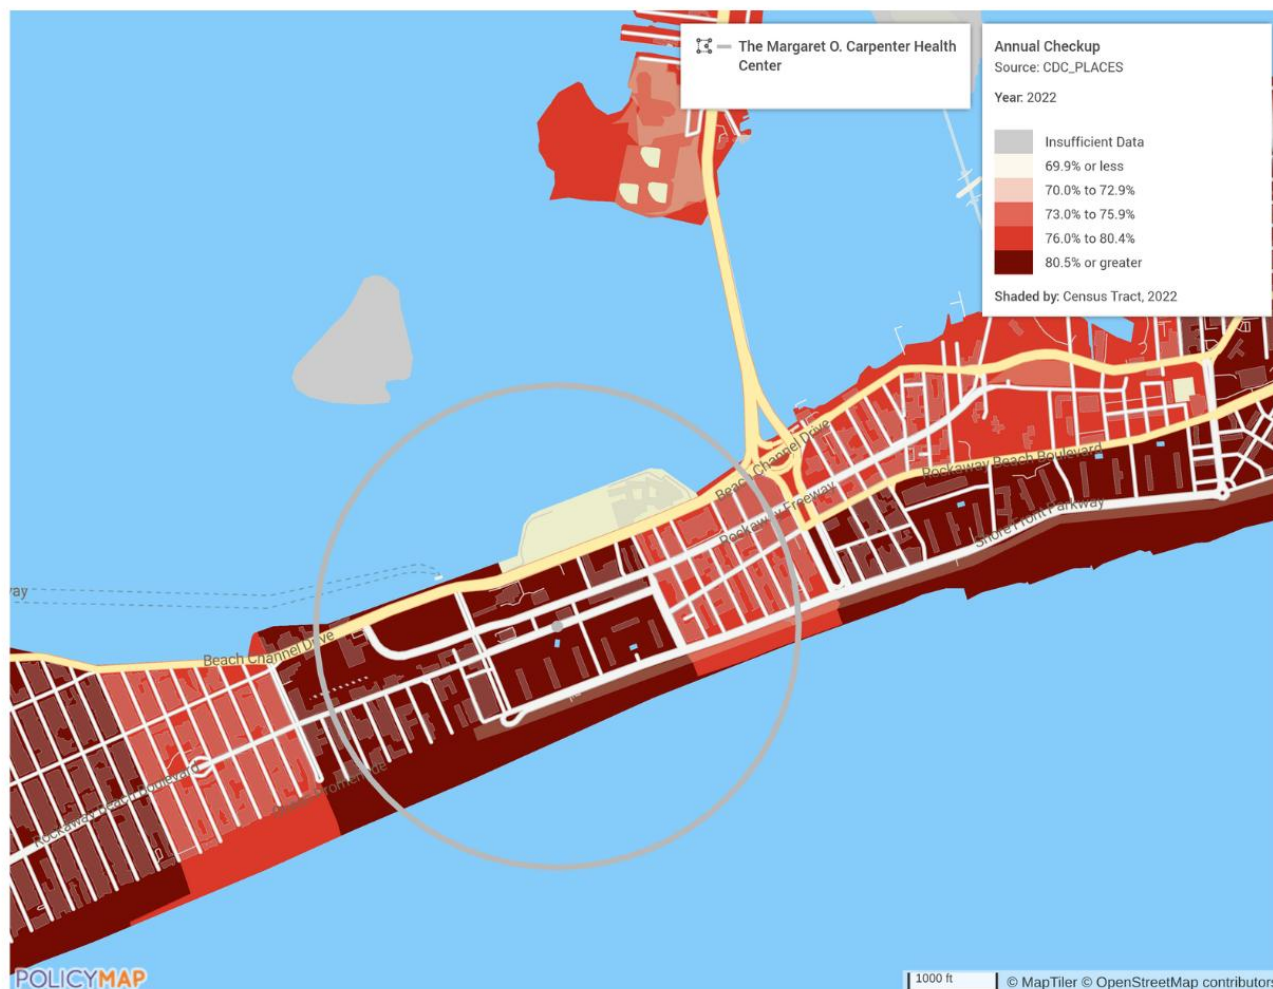 The Margaret O. Carpenter Health
Center
Annual Checkup
Source: CDC_PLACES
Year: 2022
Insufficient Data
69.9% or less
70.0% to 72.9%
73.0% to 75.9%
76.0% to 80.4%
80.5% or greater
Shaded by: Census Tract, 2022
Beach Channel Drive
Rockaway Beach Boulevard
Rockaway Freeway
Shore Front Parkway
way
Beach Channel Drive
Rockaway Beach Boulevard
Promenade
POLICYMAP
1000 ft
© MapTiler © OpenStreetMap contributors